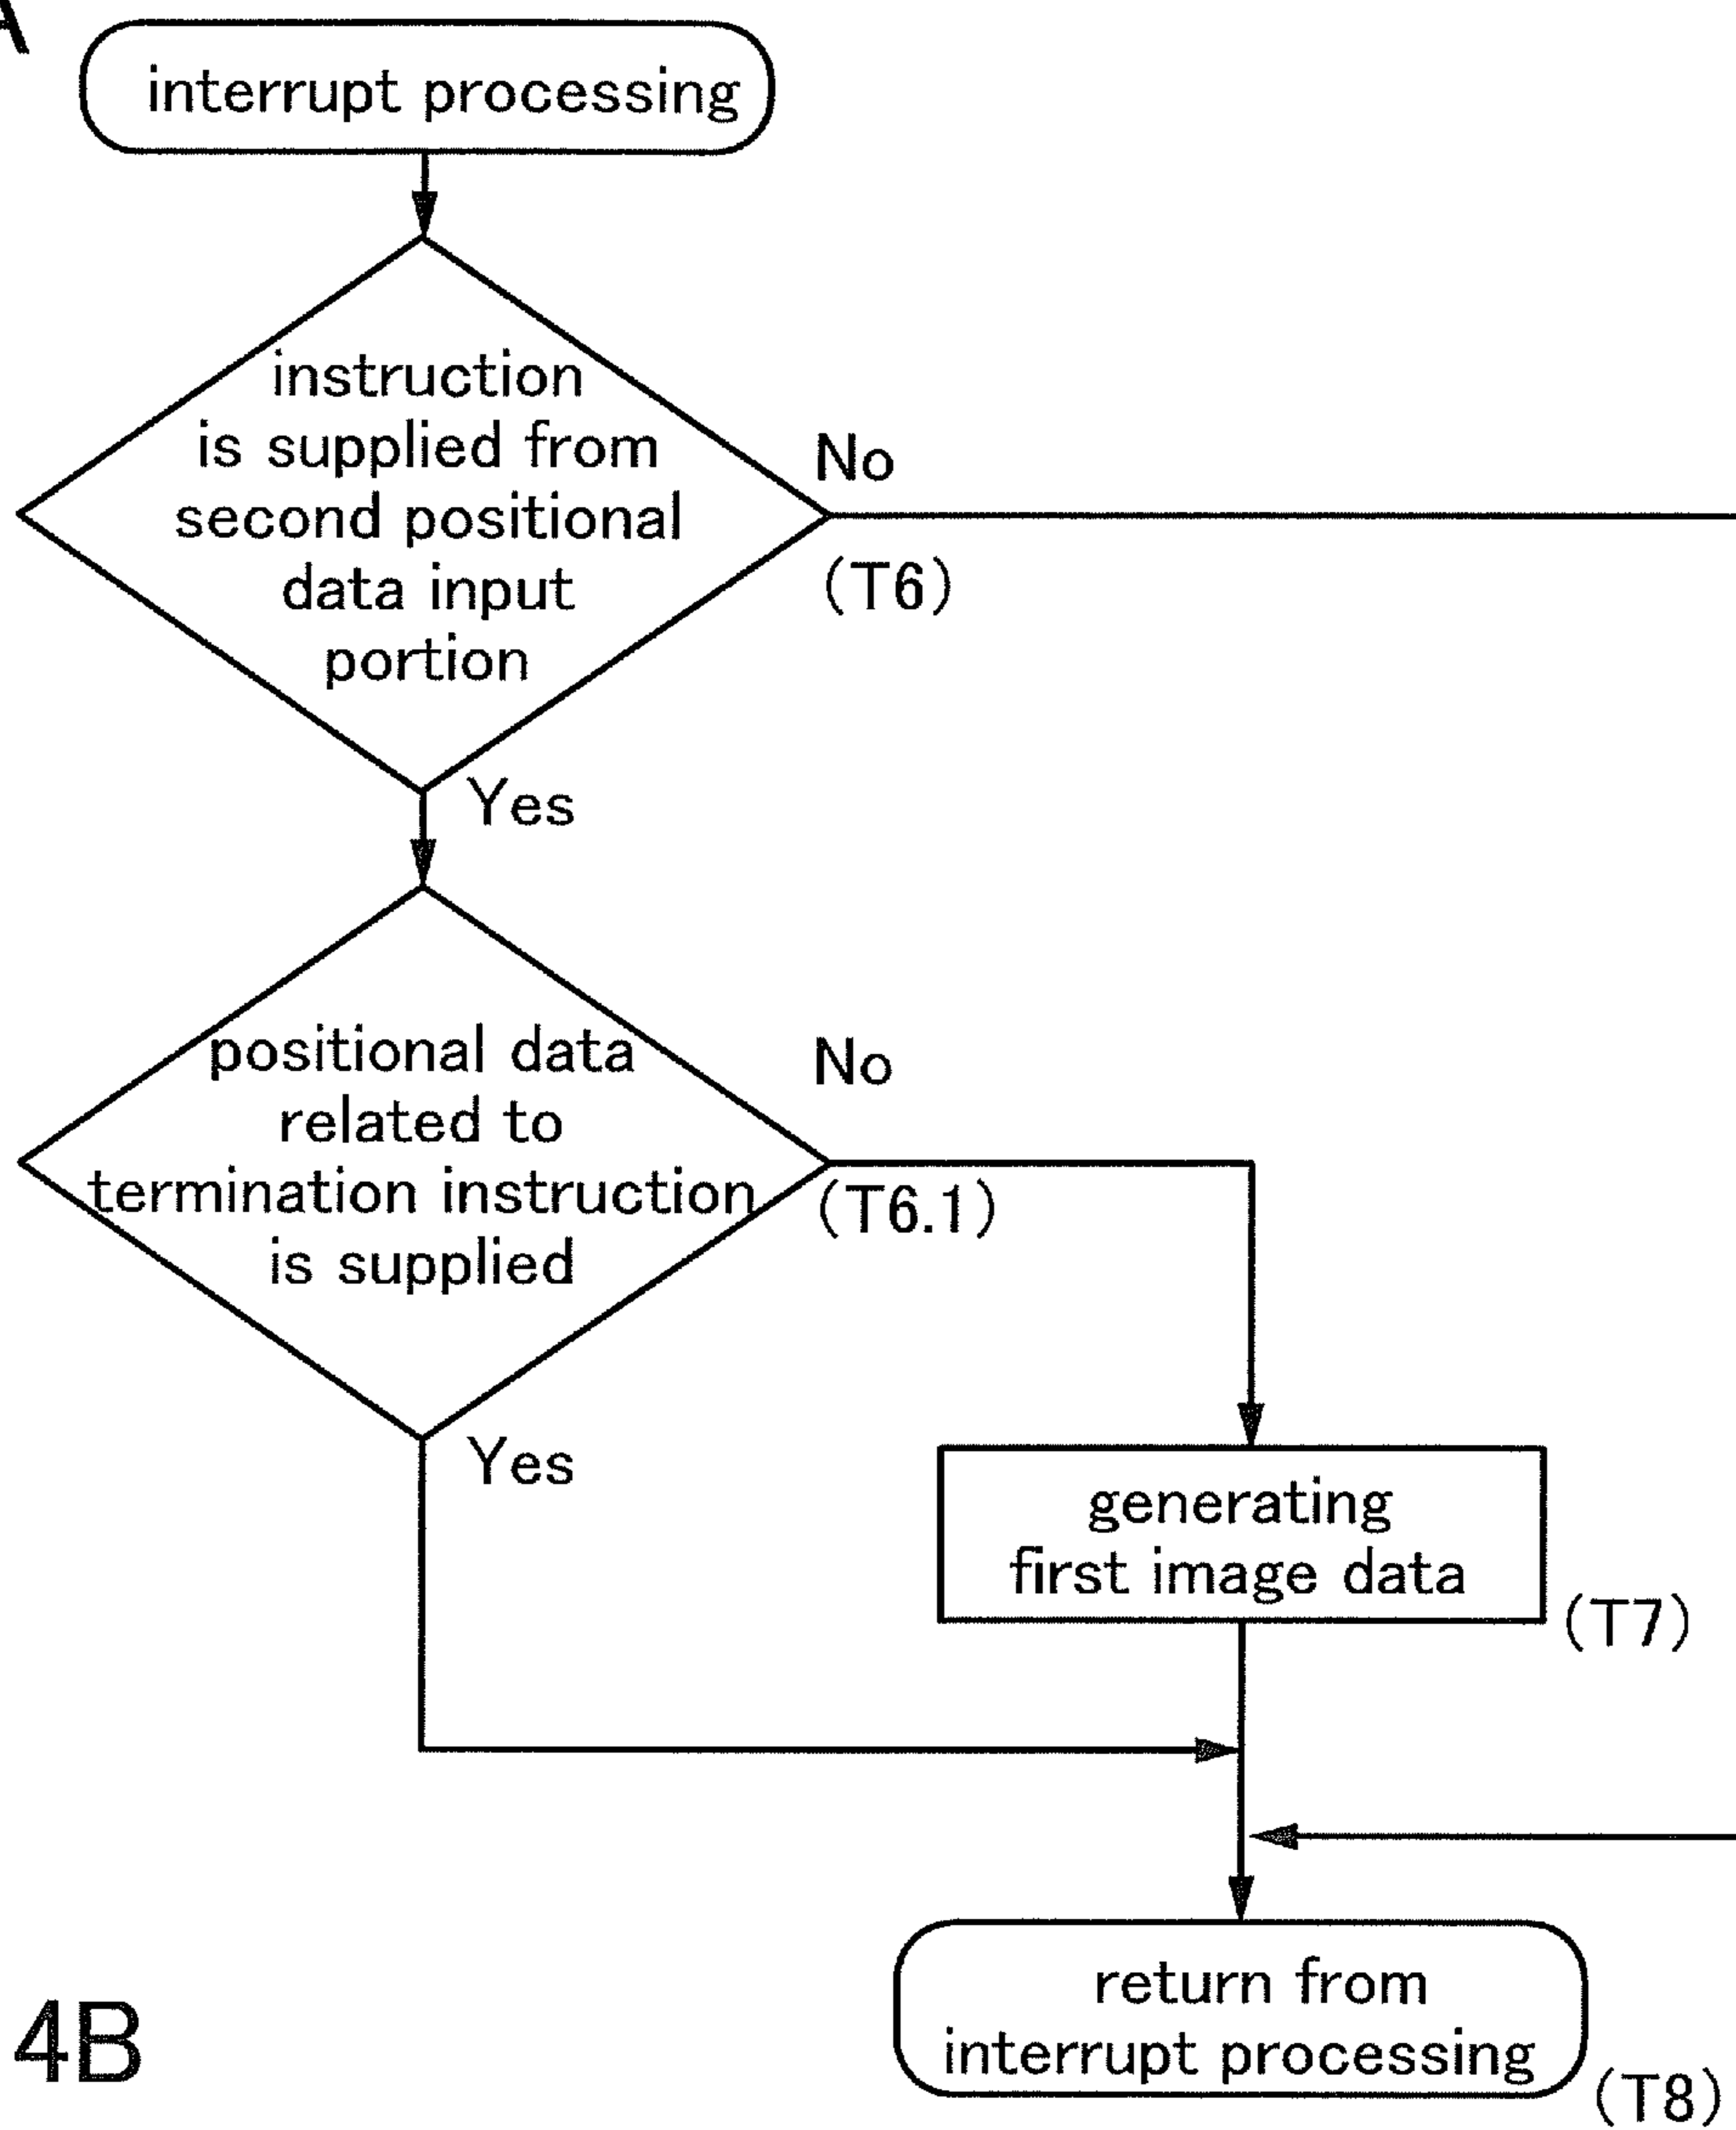 A
interrupt processing
instruction
is supplied from
second positional
data input
portion
No
(T6)
Yes
positional data
related to
termination instruction
is supplied
No
(T6.1)
Yes
generating
first image data
(T7)
return from
interrupt processing
(T8)
4B